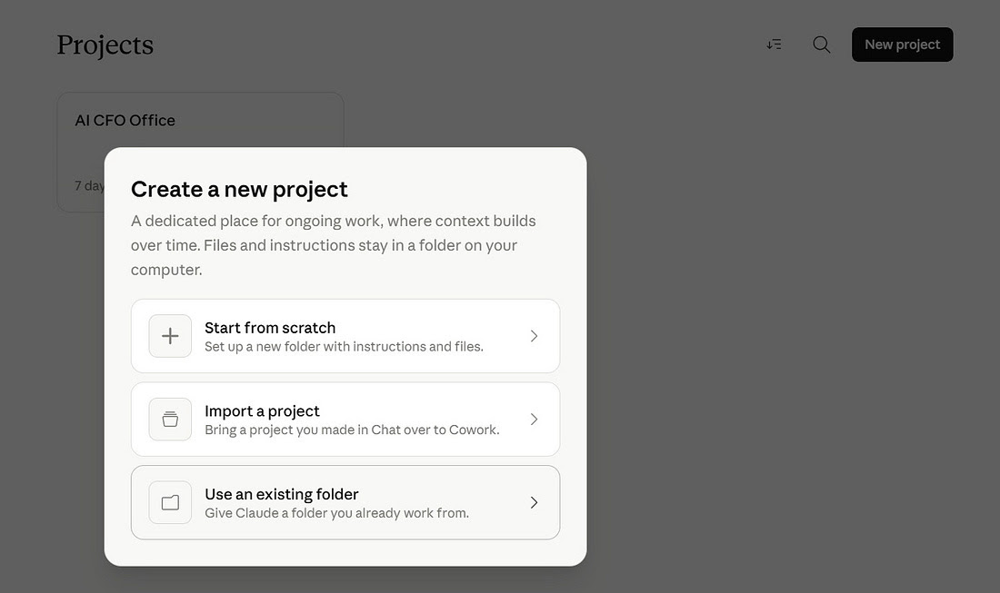 Projects
New project
AI CFO Office
7 day
Create a new project
A dedicated place for ongoing work, where context builds
over time. Files and instructions stay in a folder on your
computer.
Start from scratch
Set up a new folder with instructions and files.
Import a project
Bring a project you made in Chat over to Cowork.
Use an existing folder
Give Claude a folder you already work from.